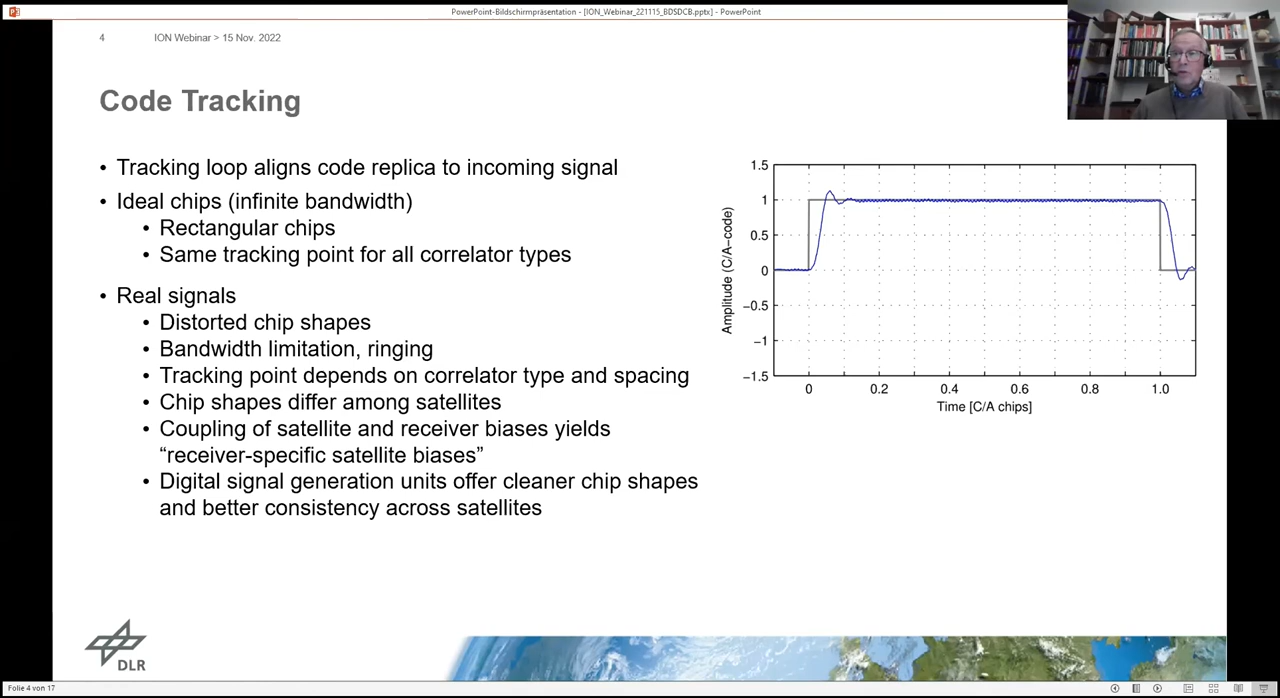 PowerPoint-Bildschirmpräsentation - [ION_Webinar_221115_BDSDCB.pptx] - PowerPoint
4 ION Webinar > 15 Nov. 2022
Code Tracking
• Tracking loop aligns code replica to incoming signal
• Ideal chips (infinite bandwidth)
• Rectangular chips
• Same tracking point for all correlator types
• Real signals
• Distorted chip shapes
• Bandwidth limitation, ringing
• Tracking point depends on correlator type and spacing
• Chip shapes differ among satellites
• Coupling of satellite and receiver biases yields
“receiver-specific satellite biases”
• Digital signal generation units offer cleaner chip shapes
and better consistency across satellites
1.5
1
0.5
0
−0.5
−1
−1.5
Amplitude (C/A−code)
0 0.2 0.4 0.6 0.8 1.0
Time [C/A chips]
DLR
Folie 4 von 17